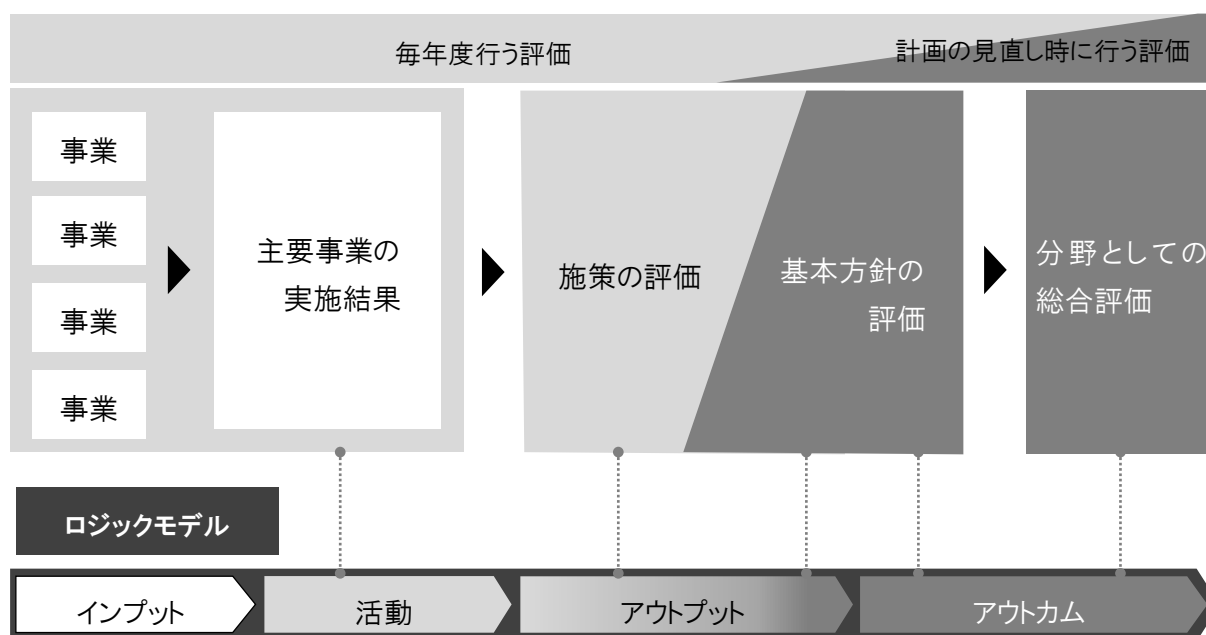 毎年度行う評価
計画の見直し時に行う評価
事業
事業
事業
事業
主要事業の
実施結果
施策の評価
基本方針の
評価
分野としての
総合評価
ロジックモデル
インプット
活動
アウトプット
アウトカム